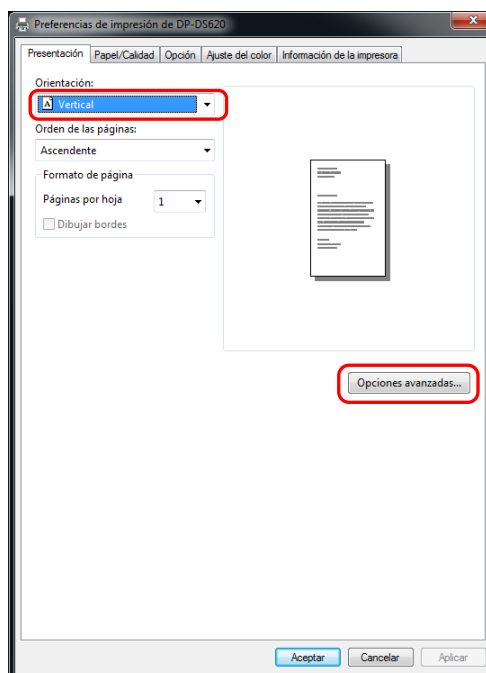 Preferencias de impresión de DP-DS620
Presentación Papel/Calidad Opción Ajuste del color Información de la impresora
Orientación:
A Vertical
Orden de las páginas:
Ascendente
Formato de página
Páginas por hoja 1
Dibujar bordes
Opciones avanzadas...
Aceptar Cancelar Aplicar